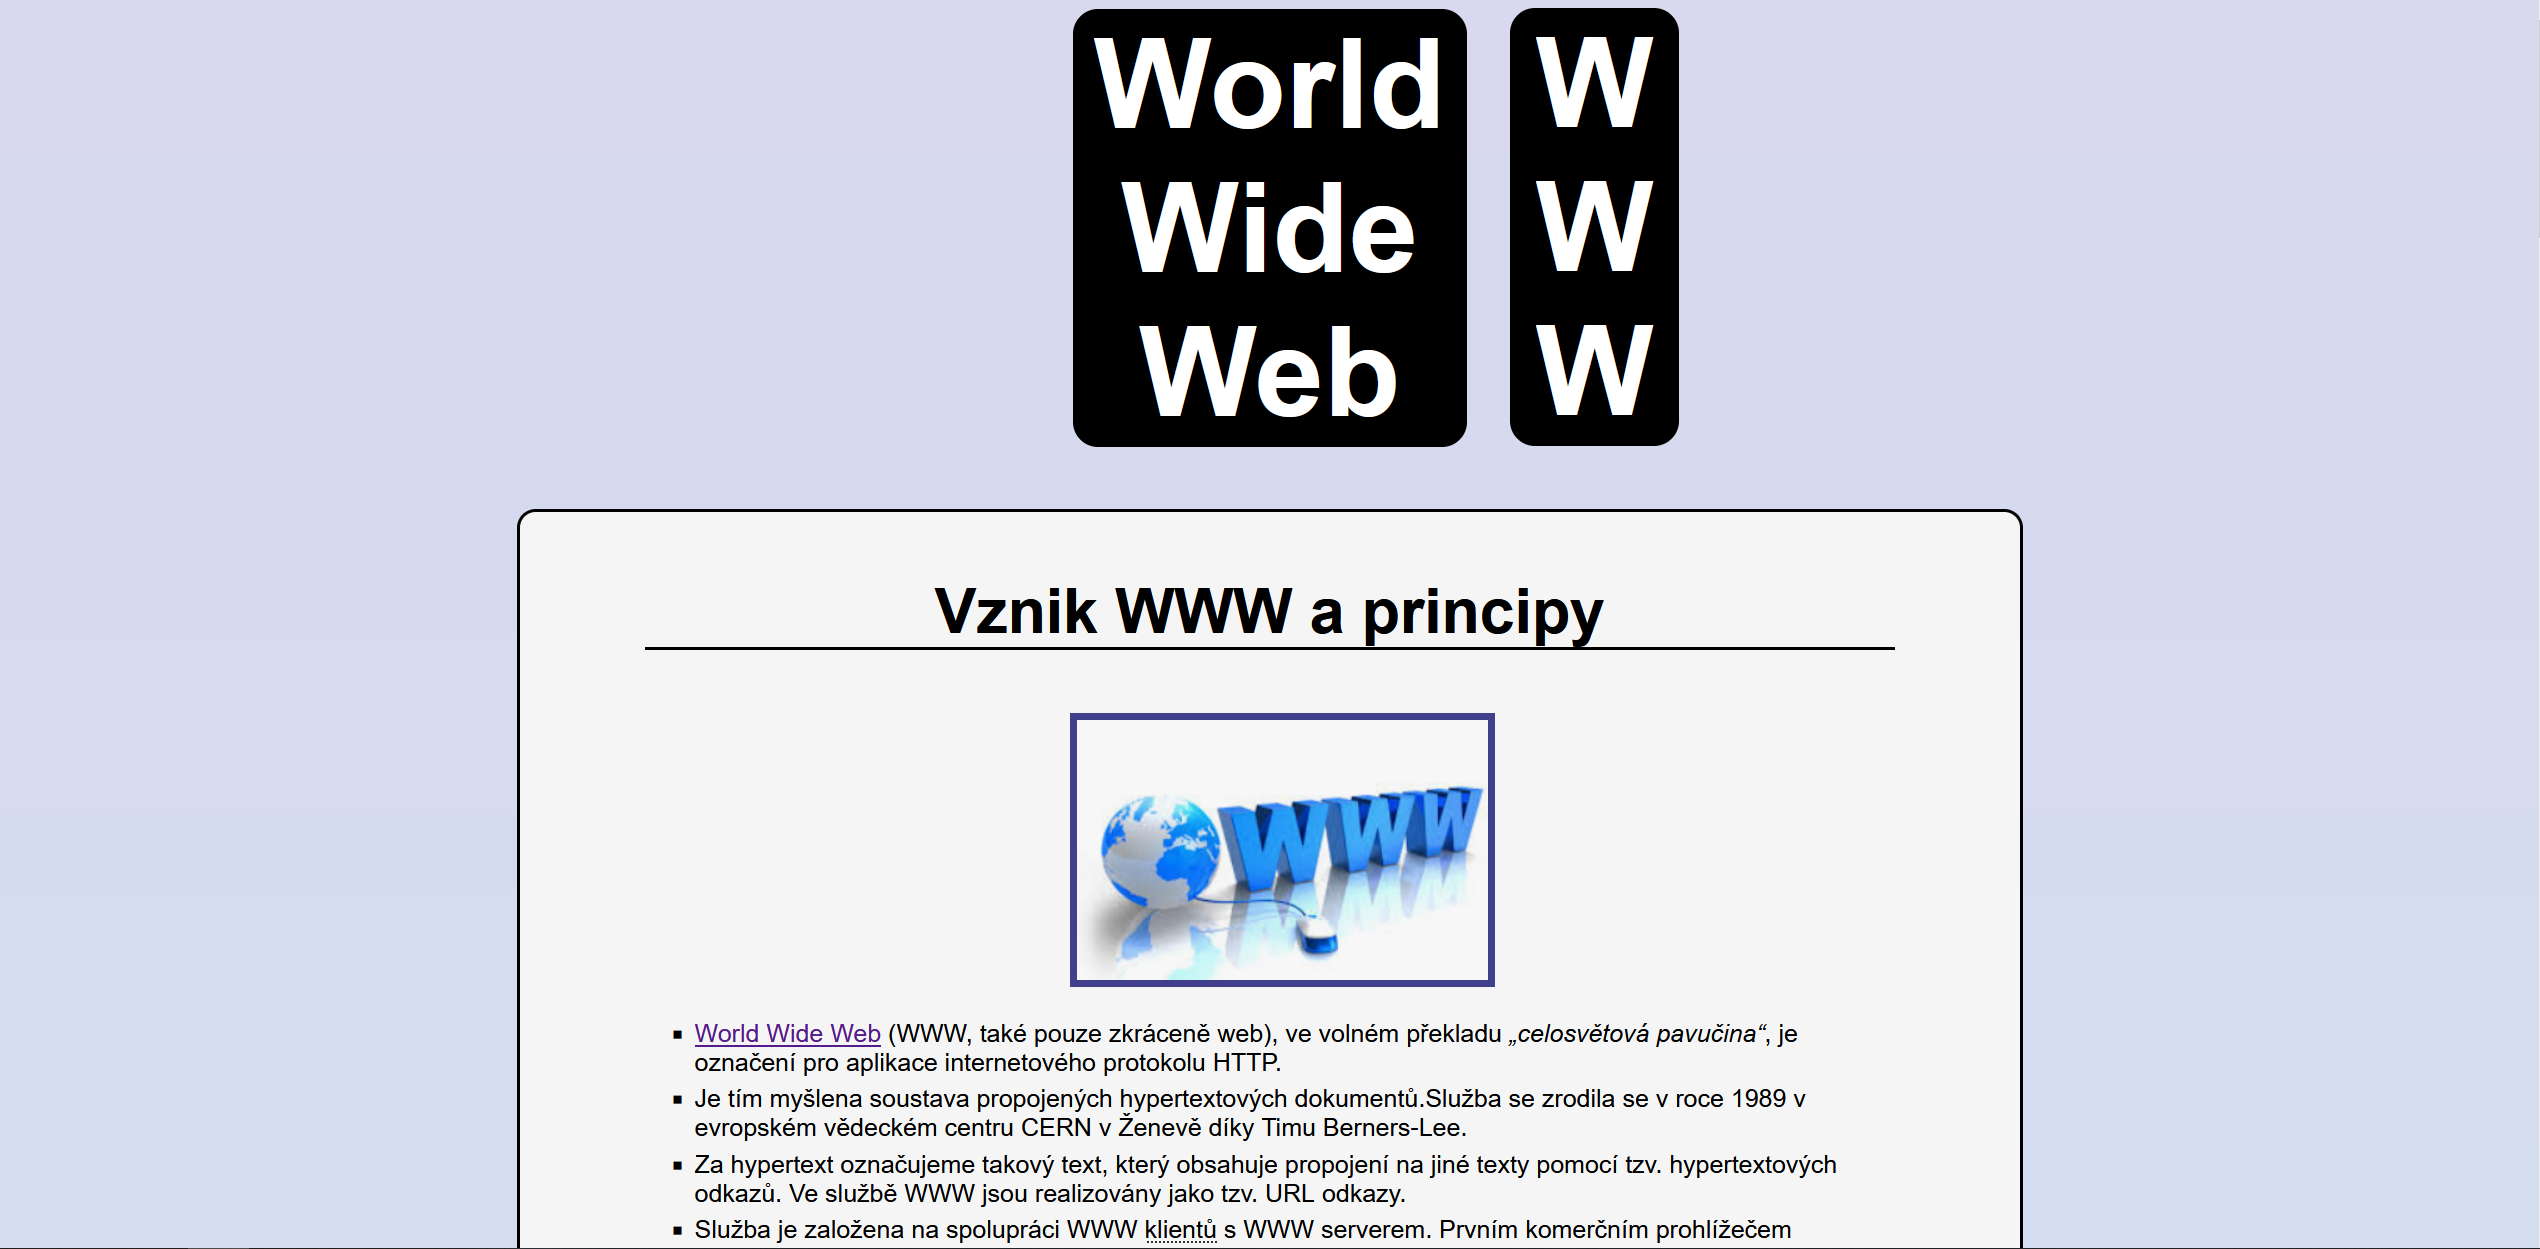 World
Wide
Web
W
W
W
Vznik WWW a principy
WWW
World Wide Web (WWW, také pouze zkráceně web), ve volném překladu „celosvětová pavučina“, je
označení pro aplikace internetového protokolu HTTP.
Je tím myšlena soustava propojených hypertextových dokumentů.Služba se zrodila se v roce 1989 v
evropském vědeckém centru CERN v Ženevě díky Timu Berners-Lee.
Za hypertext označujeme takový text, který obsahuje propojení na jiné texty pomocí tzv. hypertextových
odkazů. Ve službě WWW jsou realizovány jako tzv. URL odkazy.
Služba je založena na spolupráci WWW klientů s WWW serverem. Prvním komerčním prohlížečem